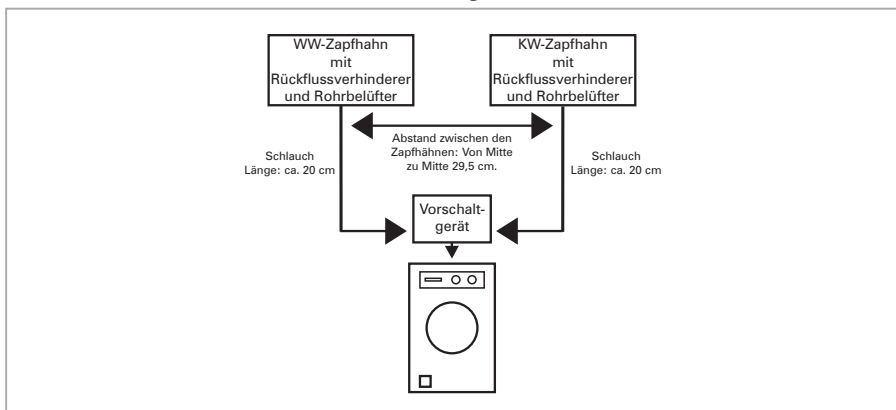 WW-Zapfhahn
mit
Rückflussverhinderer
und Rohrbelüfter
KW-Zapfhahn
mit
Rückflussverhinderer
und Rohrbelüfter
Abstand zwischen den
Zapfhähnen: Von Mitte
zu Mitte 29,5 cm.
Schlauch
Länge: ca. 20 cm
Schlauch
Länge: ca. 20 cm
Vorschalt-
gerät